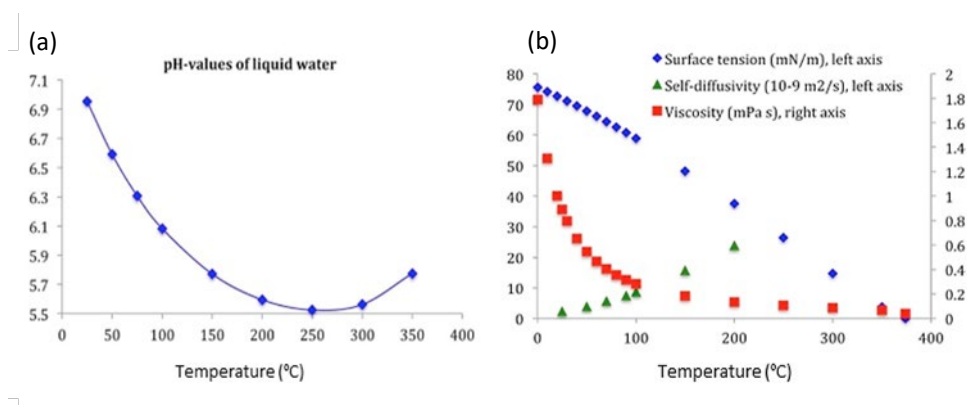 (a)
pH-values of liquid water
7.1
6.9
6.7
6.5
6.3
6.1
5.9
5.7
5.5
0 50 100 150 200 250 300 350 400
Temperature (⁰C)
(b)
Surface tension (mN/m), left axis
Self-diffusivity (10-9 m2/s), left axis
Viscosity (mPa s), right axis
80
70
60
50
40
30
20
10
0
2
1.8
1.6
1.4
1.2
1
0.8
0.6
0.4
0.2
0
0 100 200 300 400
Temperature (⁰C)